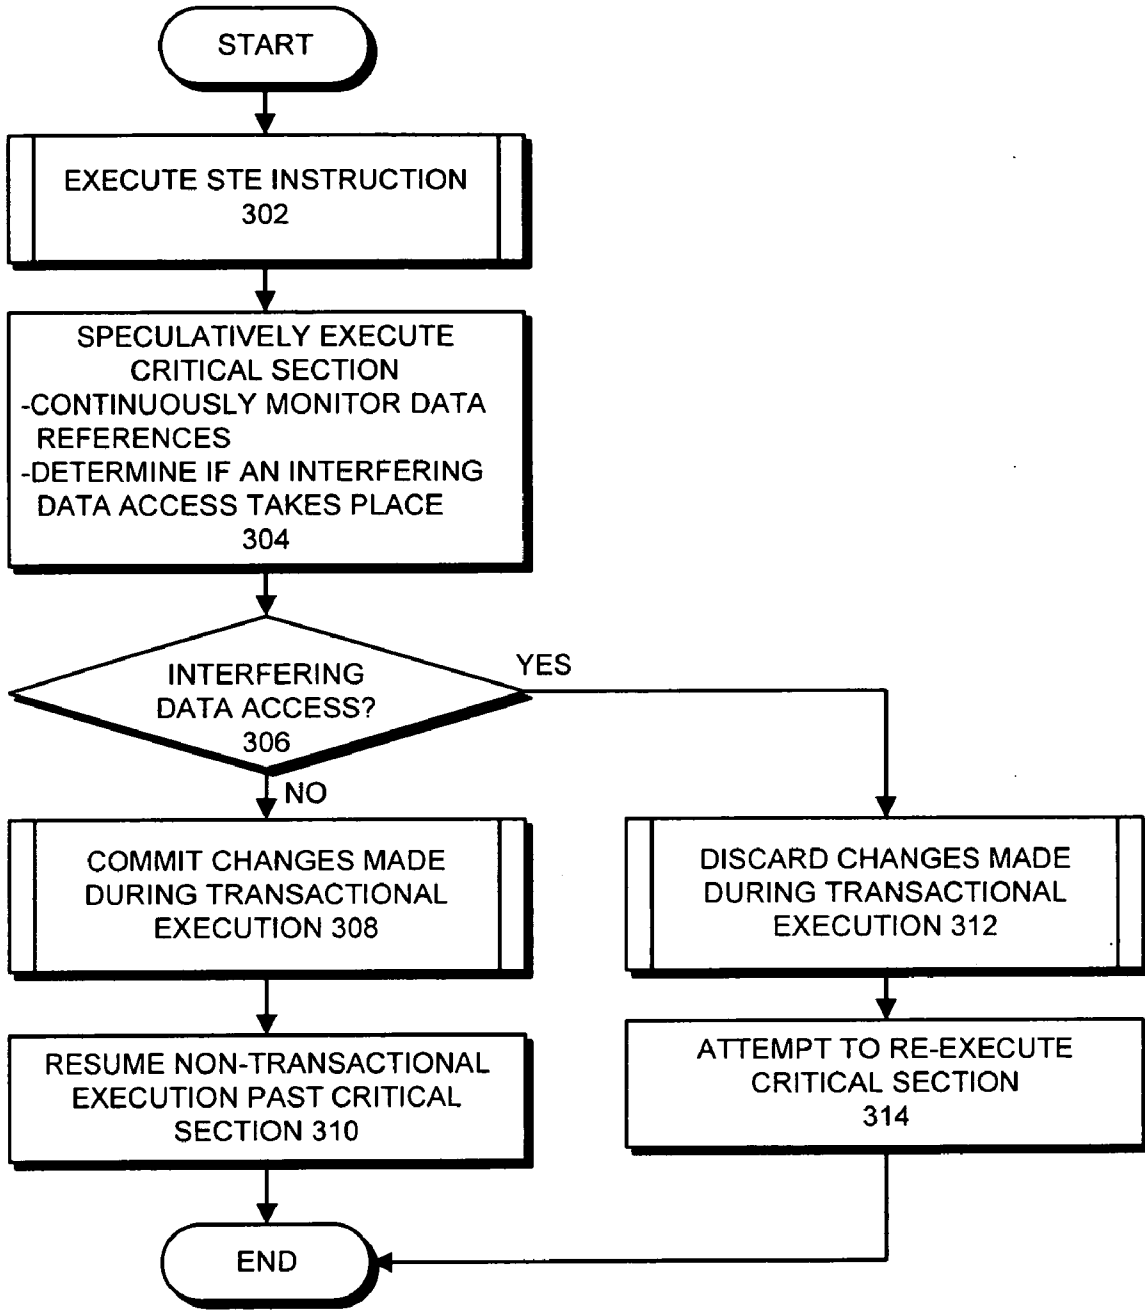 START
EXECUTE STE INSTRUCTION
302
SPECULATIVELY EXECUTE
CRITICAL SECTION
-CONTINUOUSLY MONITOR DATA
REFERENCES
-DETERMINE IF AN INTERFERING
DATA ACCESS TAKES PLACE
304
INTERFERING
DATA ACCESS?
306
YES
NO
COMMIT CHANGES MADE
DURING TRANSACTIONAL
EXECUTION 308
DISCARD CHANGES MADE
DURING TRANSACTIONAL
EXECUTION 312
RESUME NON-TRANSACTIONAL
EXECUTION PAST CRITICAL
SECTION 310
ATTEMPT TO RE-EXECUTE
CRITICAL SECTION
314
END